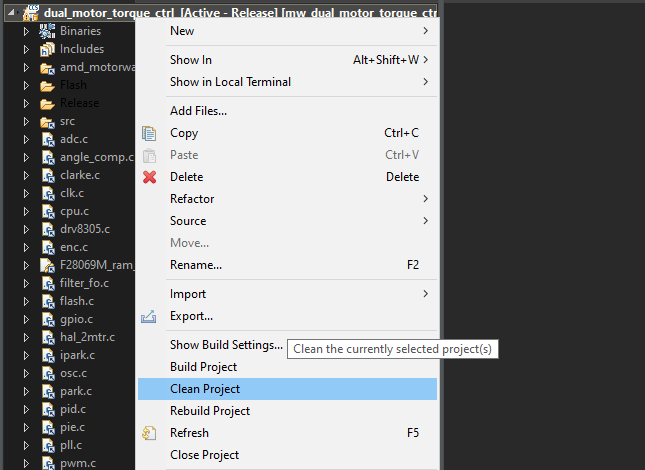 dual_motor_torque_ctrl [Active - Release] [mw_dual_motor_torque_ctr
Binaries
Includes
amd_motorwa
Flash
Release
src
adc.c
angle_comp.c
clarke.c
clk.c
cpu.c
drv8305.c
enc.c
F28069M_ram_
filter_fo.c
flash.c
gpio.c
hal_2mtr.c
ipark.c
osc.c
park.c
pid.c
pie.c
pll.c
pwm.c
New
Show In Alt+Shift+W
Show in Local Terminal
Add Files...
Copy Ctrl+C
Paste Ctrl+V
Delete Delete
Refactor
Source
Move...
Rename... F2
Import
Export...
Show Build Settings...
Clean the currently selected project(s)
Build Project
Clean Project
Rebuild Project
Refresh F5
Close Project